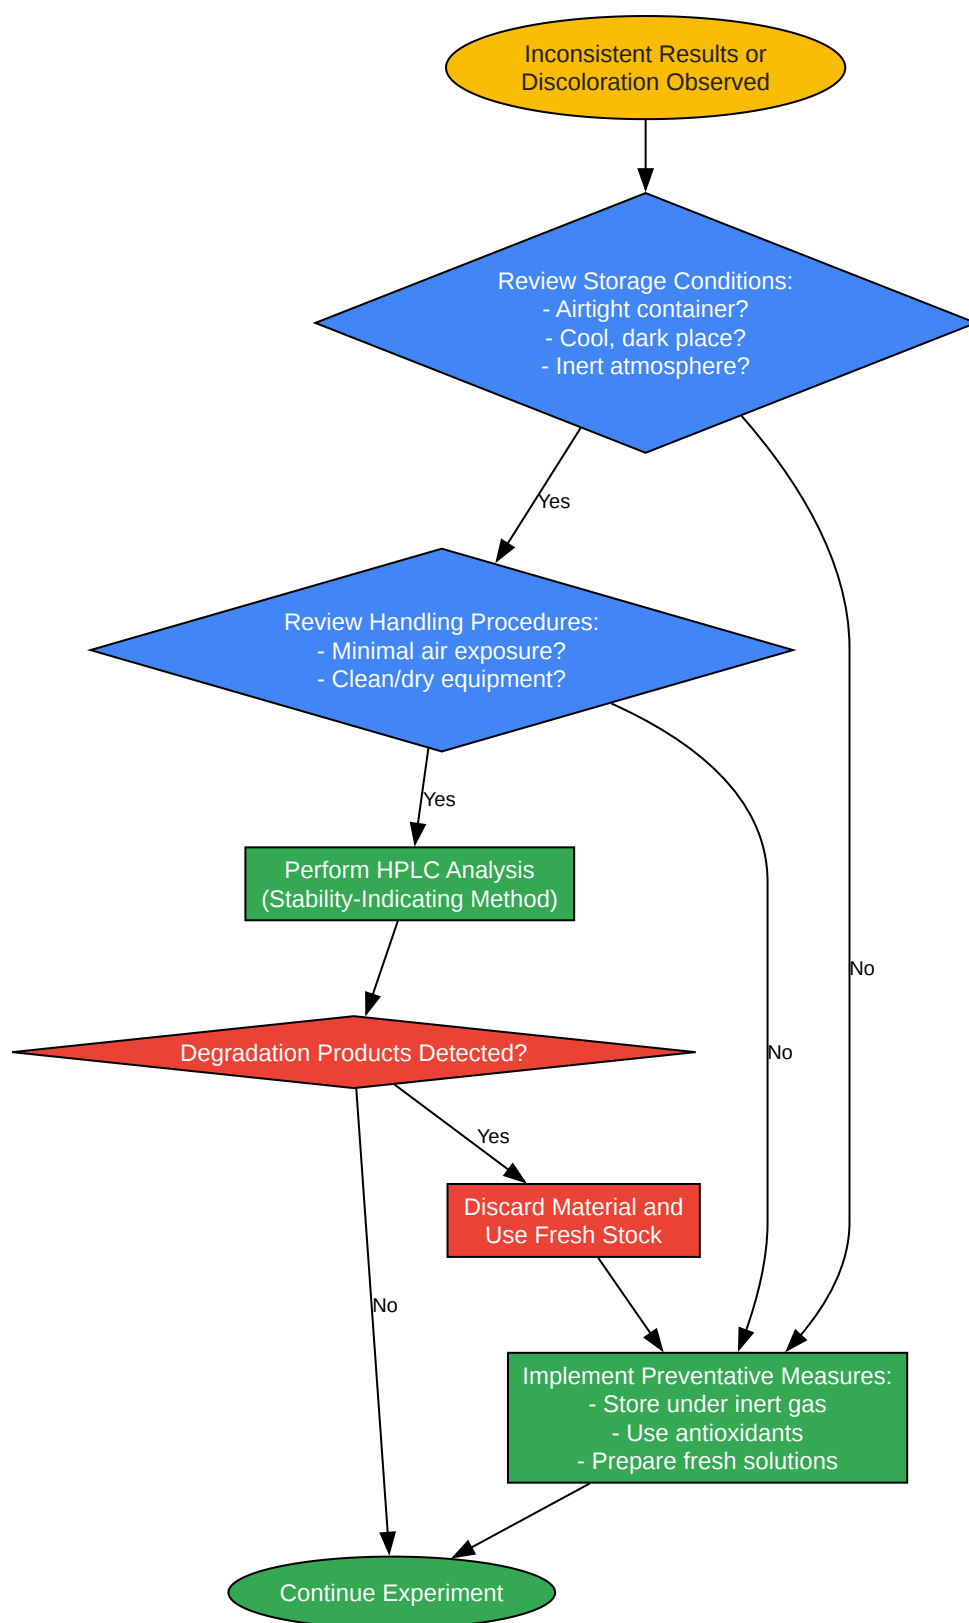 Inconsistent Results or
Discoloration Observed
Review Storage Conditions:
- Airtight container?
- Cool, dark place?
- Inert atmosphere?
Yes
Review Handling Procedures:
- Minimal air exposure?
- Clean/dry equipment?
Yes
Perform HPLC Analysis
(Stability-Indicating Method)
No
Degradation Products Detected?
No
Yes
Discard Material and
Use Fresh Stock
No
Implement Preventative Measures:
- Store under inert gas
- Use antioxidants
- Prepare fresh solutions
Continue Experiment